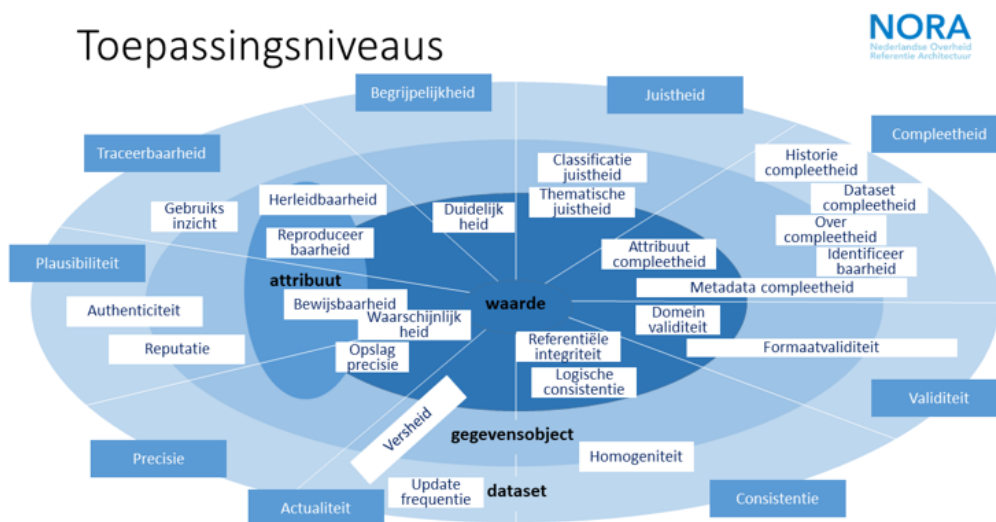 Toepassingsniveaus
NORA
Nederlandse Overheid
Referentie Architectuur
Begrijpelijkheid
Juistheid
Compleetheid
Traceerbaarheid
Classificatie
juistheid
Historie
compleetheid
Herleidbaarheid
Thematische
juistheid
Dataset
compleetheid
Gebruiks
inzicht
Duidelijk
heid
Over
compleetheid
Reproduceer
baarheid
Attribuut
compleetheid
Identificeer
baarheid
Plausibiliteit
attribuut
Metadata compleetheid
waarde
Authenticiteit
Bewijsbaarheid
Waarschijnlijk
heid
Domein
validiteit
Reputatie
Opslag
precisie
Referentiële
integriteit
Formaatvaliditeit
Logische
consistentie
Validiteit
Versheid
gegevensobject
Precisie
Homogeniteit
Update
frequentie
dataset
Actualiteit
Consistentie